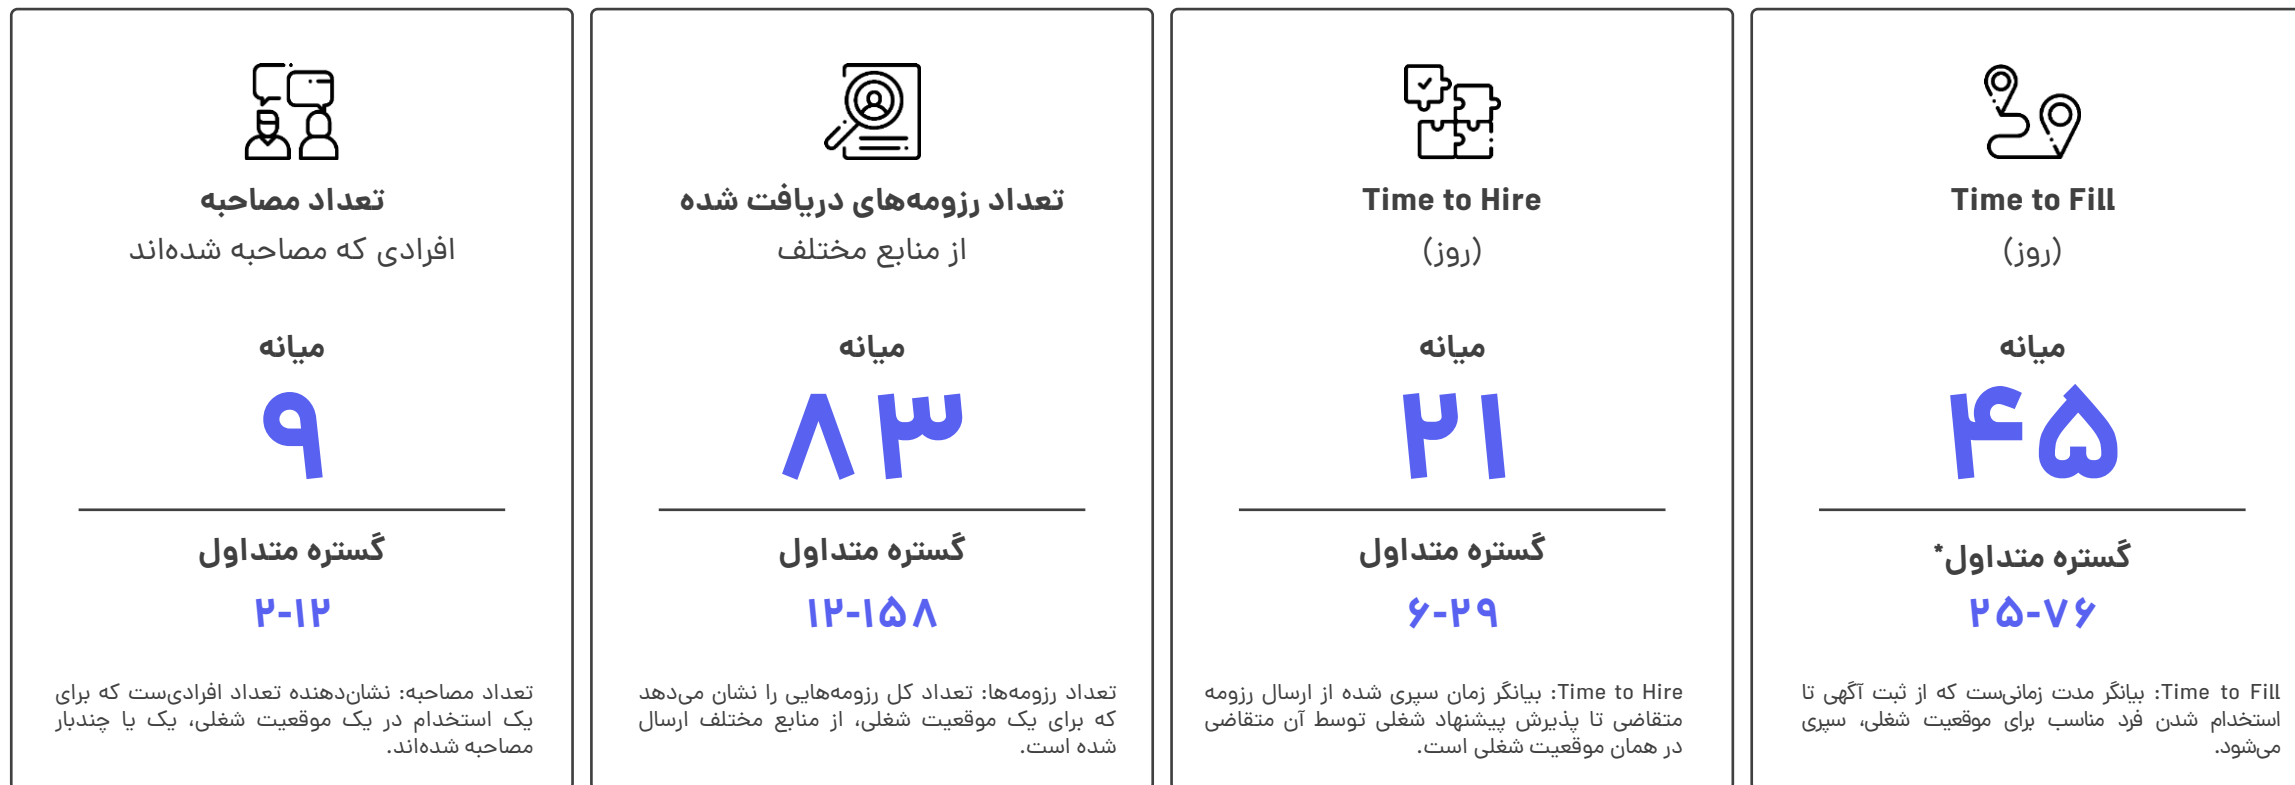 Time to Fill
(روز)
میانه
۴۵
گستره متداول*
۲۵-۷۶
Time to Fill: بیانگر مدت زمانی‌ست که از ثبت آگهی تا
استخدام شدن فرد مناسب برای موقعیت شغلی، سپری
می‌شود.
Time to Hire
(روز)
میانه
۲۱
گستره متداول
۶-۲۹
Time to Hire: بیانگر زمان سپری شده از ارسال رزومه
متقاضی تا پذیرش پیشنهاد شغلی توسط آن متقاضی
در همان موقعیت شغلی است.
تعداد رزومه‌های دریافت شده
از منابع مختلف
میانه
۸۳
گستره متداول
۱۲-۱۵۸
تعداد رزومه‌ها: تعداد کل رزومه‌هایی را نشان می‌دهد
که برای یک موقعیت شغلی، از منابع مختلف ارسال
شده است.
تعداد مصاحبه
افرادی که مصاحبه شده‌اند
میانه
۹
گستره متداول
۲-۱۲
تعداد مصاحبه: نشان‌دهنده تعداد افرادی‌ست که برای
یک استخدام در یک موقعیت شغلی، یک یا چندبار
مصاحبه شده‌اند.